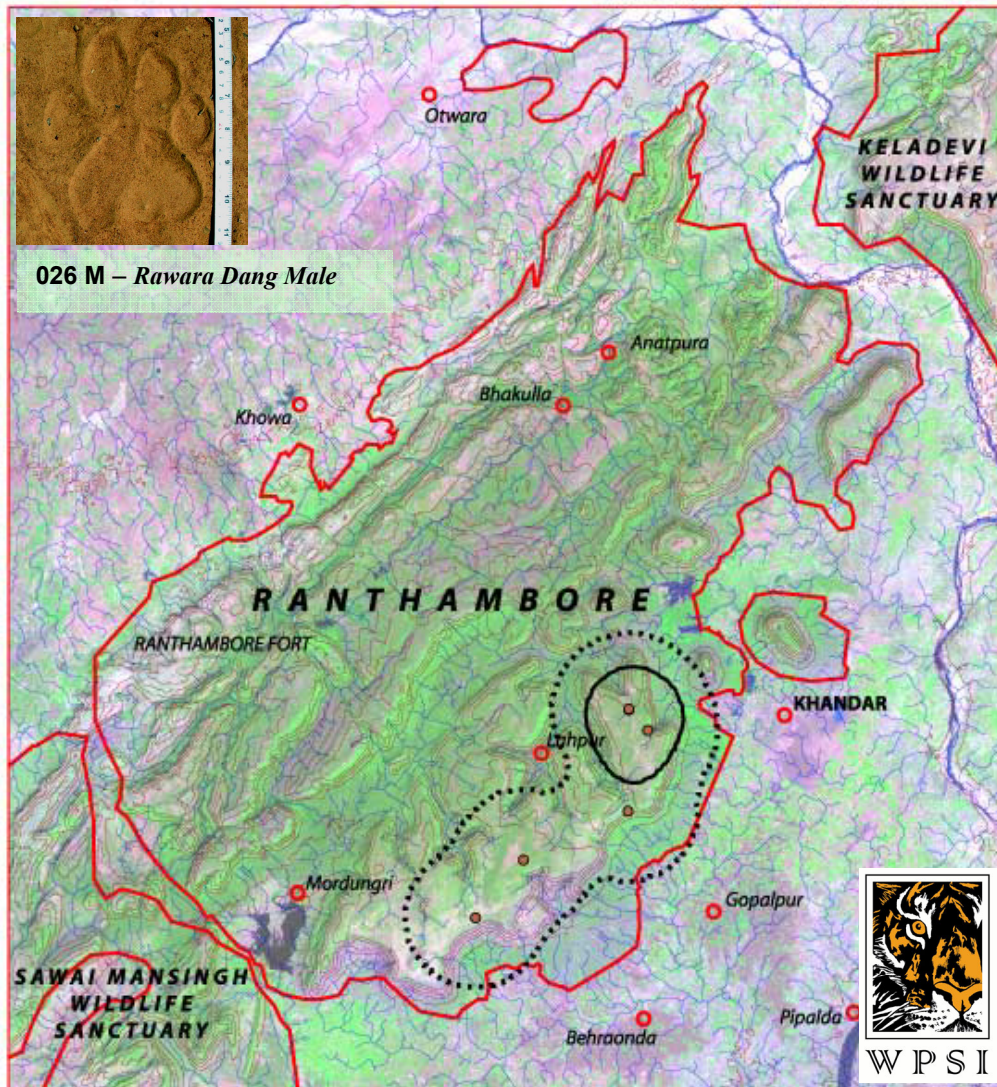 Otwara
KELADEVI
WILDLIFE
SANCTUARY
026 M – Rawara Dang Male
Anatpura
Bhakulla
Khowa
RANTHAMBORE
RANTHAMBORE FORT
KHANDAR
Lahpur
Mordungri
Gopalpur
SAWAI MANSINGH
WILDLIFE
SANCTUARY
Behraonda
Pipalda
WPSI